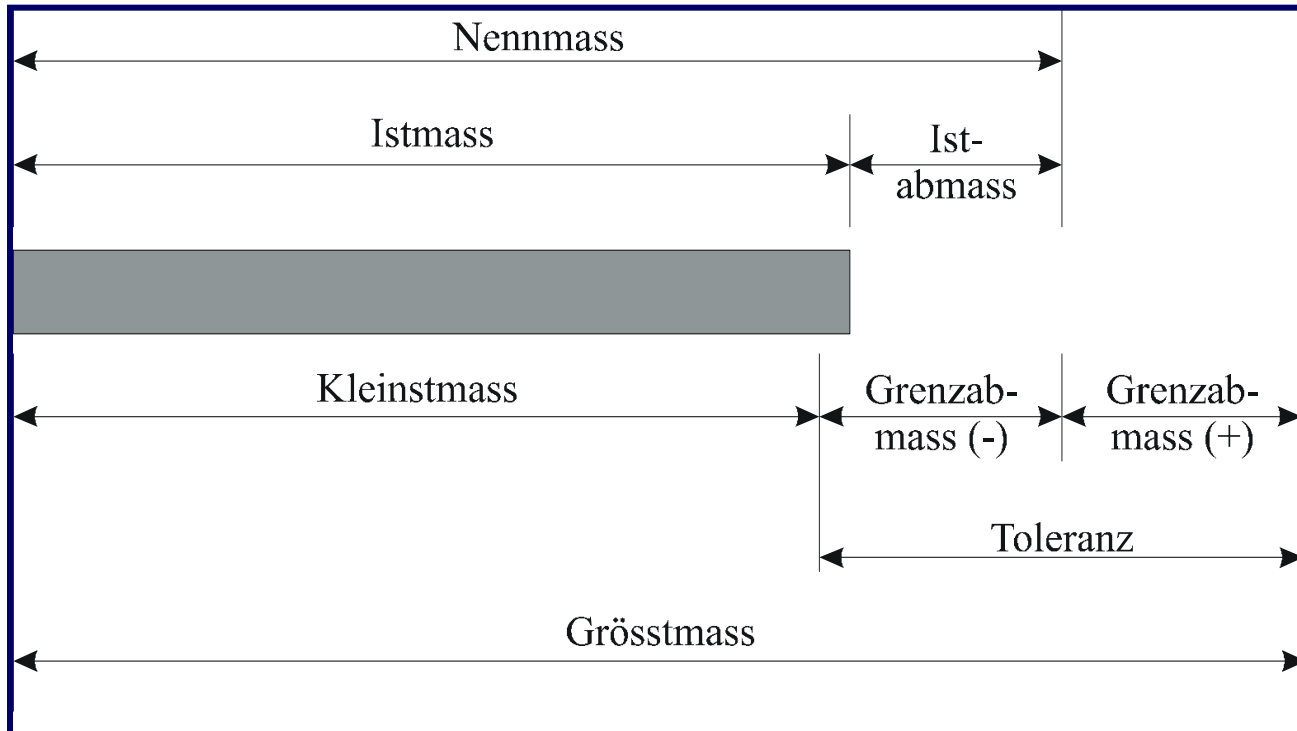 Nennmass
Istmass
Ist-
abmass
Kleinstmass
Grenzab-
mass (-)
Grenzab-
mass (+)
Toleranz
Grösstmass